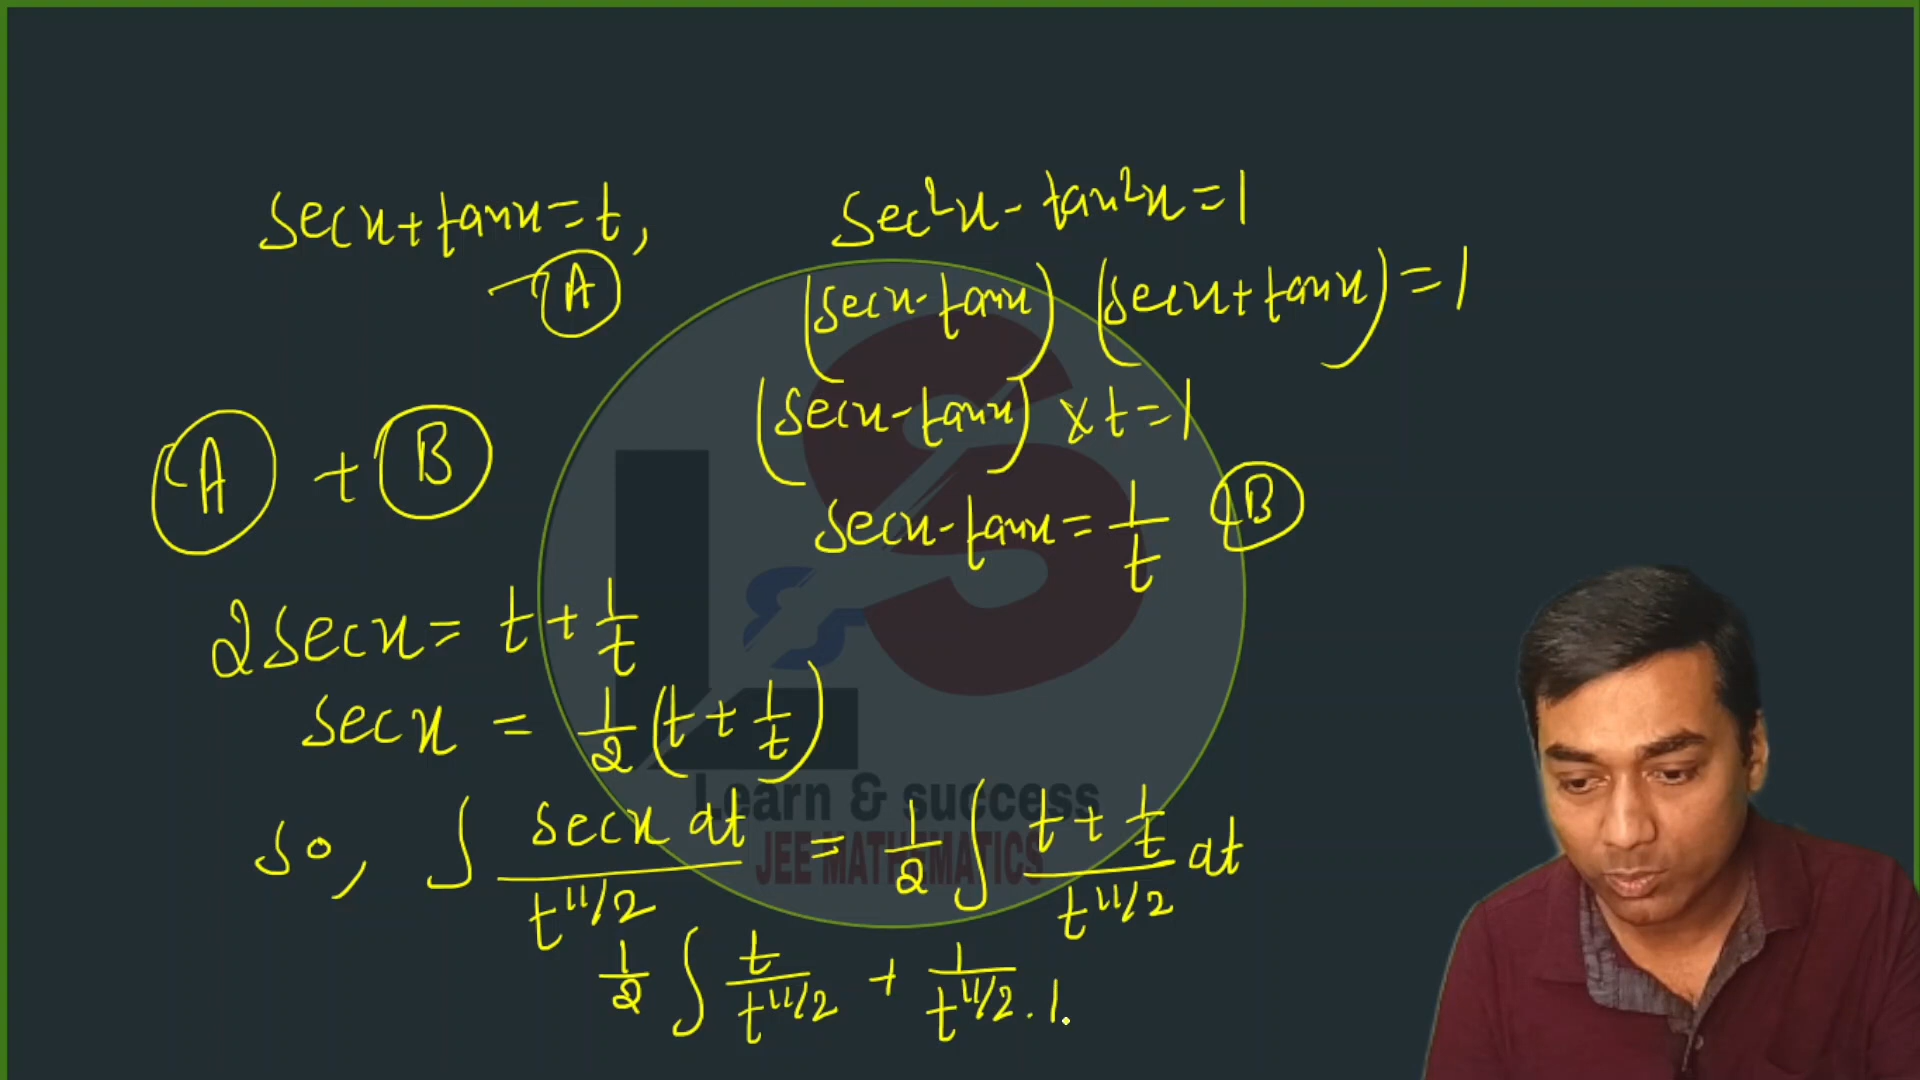 secx+tanx=t,
A
sec²x-tan²x=1
(secx-tanx) (secx+tanx)=1
(secx-tanx) x t=1
secx-tanx=1/t B
A + B
2secx= t+1/t
secx = 1/2 (t+1/t)
so, ∫ secx dt / t^11/2 = 1/2 ∫ t+1/t / t^11/2 dt
1/2 ∫ t/t^11/2 + 1/t^11/2 . 1
L&S
Learn & success
JEE MATHEMATICS